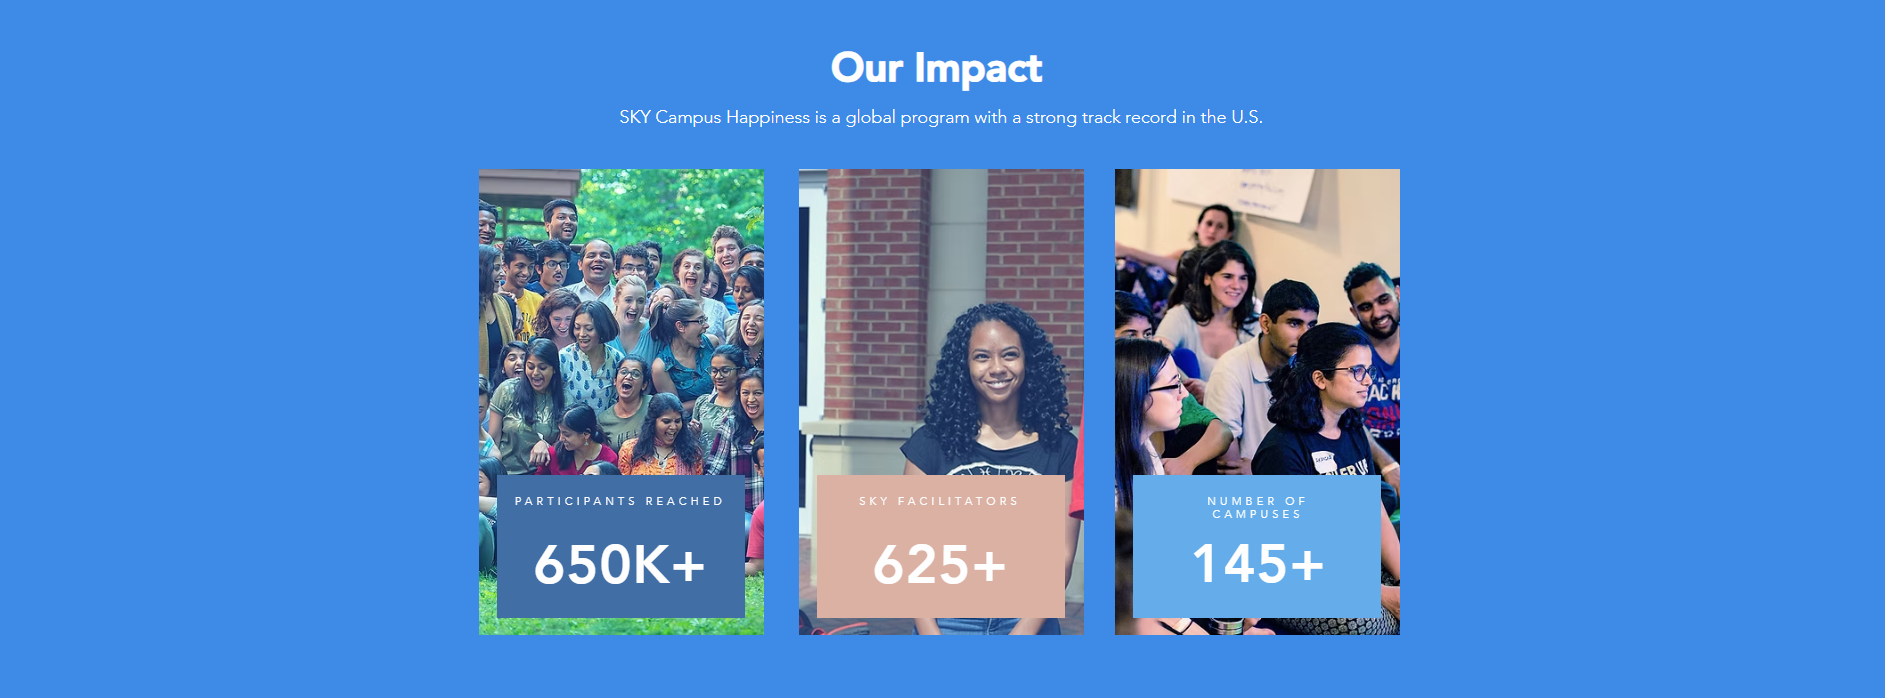 Our Impact
SKY Campus Happiness is a global program with a strong track record in the U.S.
PARTICIPANTS REACHED
650K+
SKY FACILITATORS
625+
NUMBER OF
CAMPUSES
145+